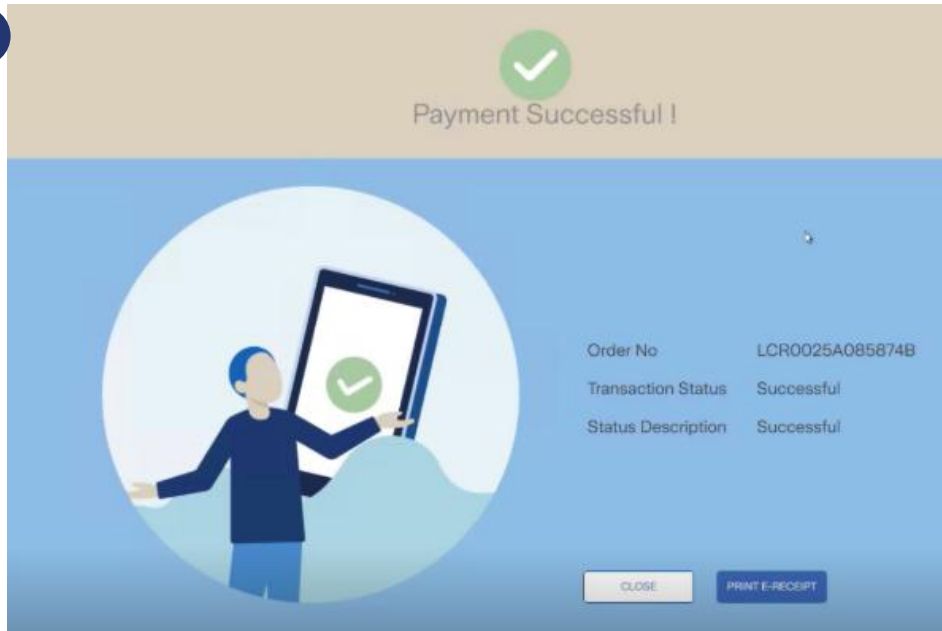 Payment Successful !
Order No LCR0025A085874B
Transaction Status Successful
Status Description Successful
CLOSE PRINT E-RECEIPT